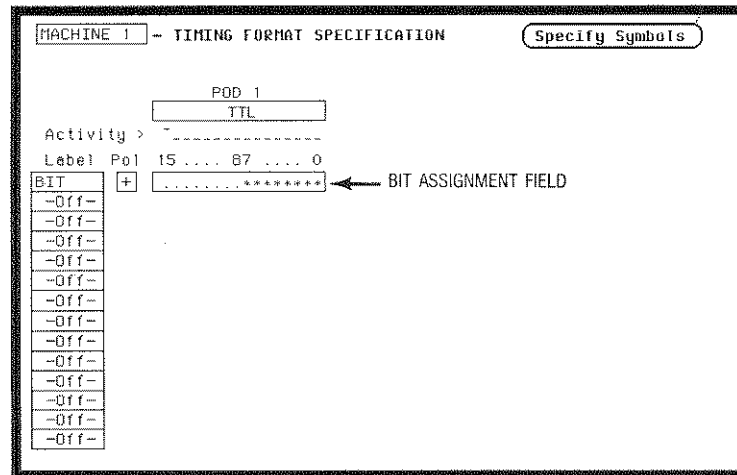 MACHINE 1 - TIMING FORMAT SPECIFICATION Specify Symbols
POD 1
TTL
Activity > ¯_______________
Label Pol 15 .... 87 .... 0
BIT + ........******** BIT ASSIGNMENT FIELD
-Off-
-Off-
-Off-
-Off-
-Off-
-Off-
-Off-
-Off-
-Off-
-Off-
-Off-
-Off-
-Off-